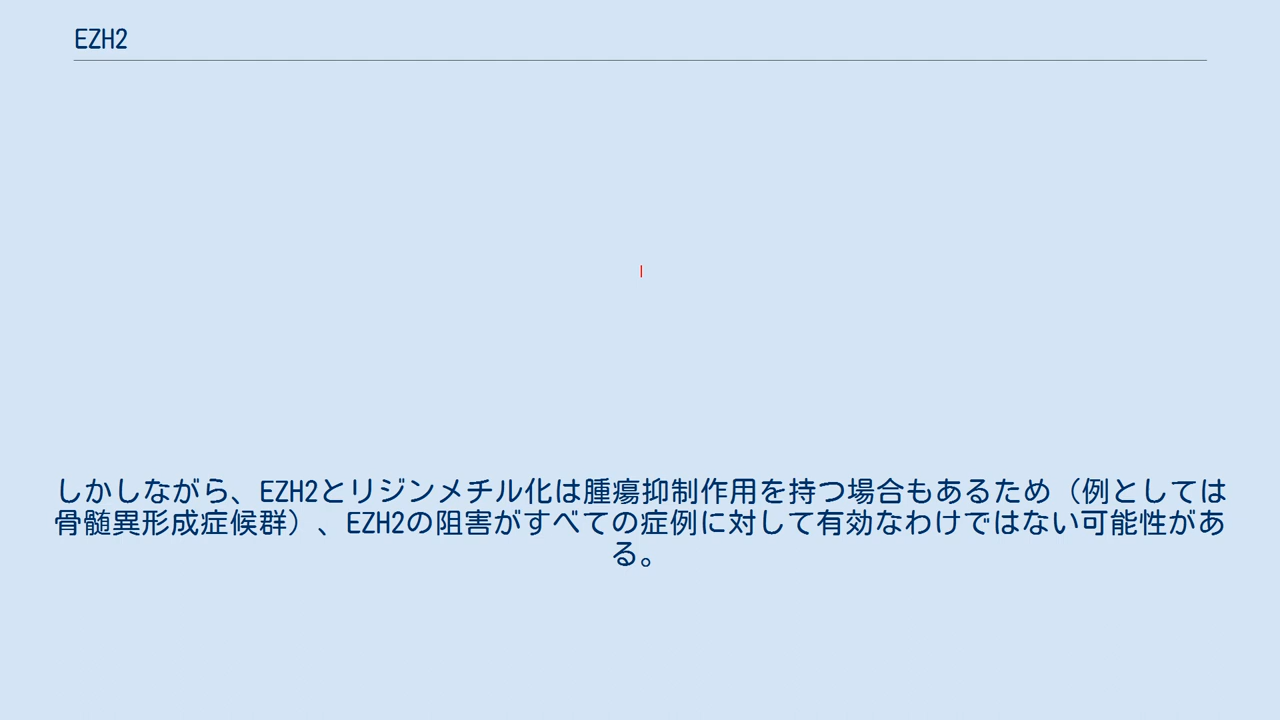 EZH2
しかしながら、EZH2とリジンメチル化は腫瘍抑制作用を持つ場合もあるため（例としては
骨髄異形成症候群）、EZH2の阻害がすべての症例に対して有効なわけではない可能性があ
る。